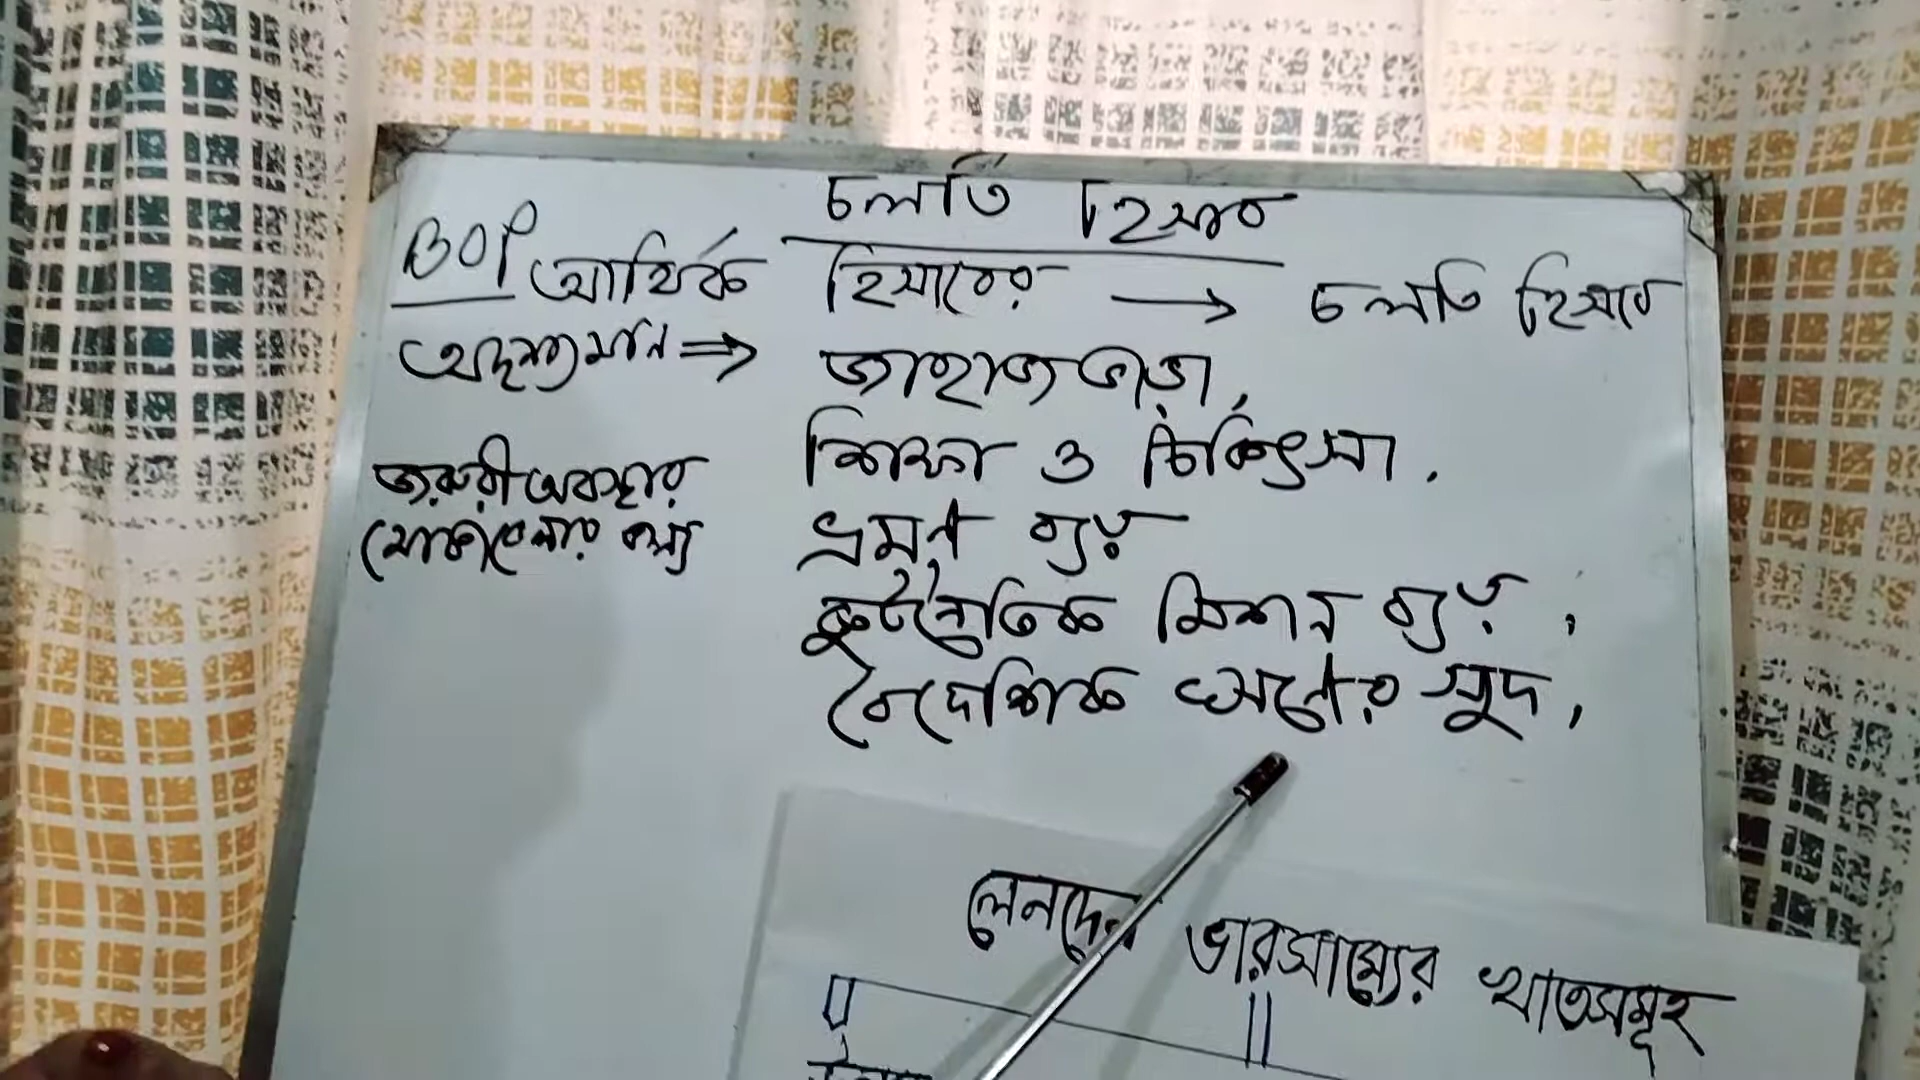 চলতি হিসাব
BOP আর্থিক হিসাবের → চলতি হিসাব
অদৃশ্যমান ⇒ জাহাজ ভাড়া,
শিক্ষা ও চিকিৎসা.
জরুরী অবস্থার
মোকাবেলার জন্য
ভ্রমণ ব্যয়
কূটনৈতিক মিশন ব্যয়,
বৈদেশিক ঋণের সুদ,
লেনদেন ভারসাম্যের খাতসমূহ